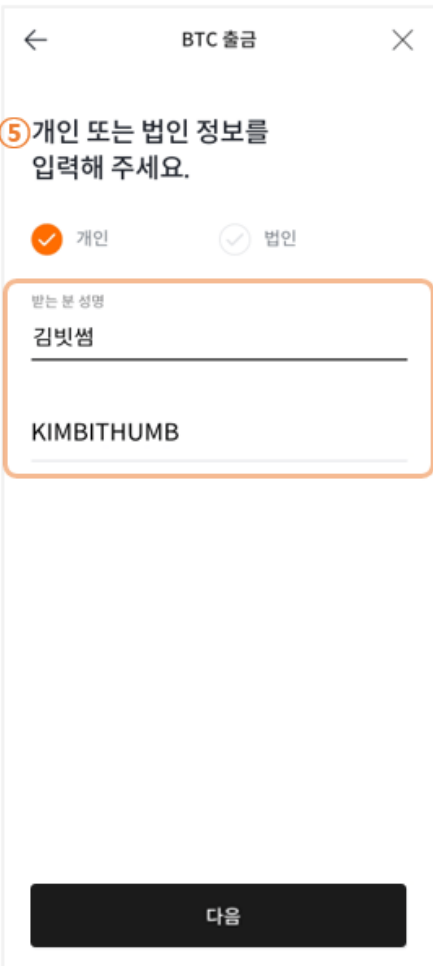 BTC 출금
⑤ 개인 또는 법인 정보를
입력해 주세요.
개인 법인
받는 분 성명
김빗썸
KIMBITHUMB
다음